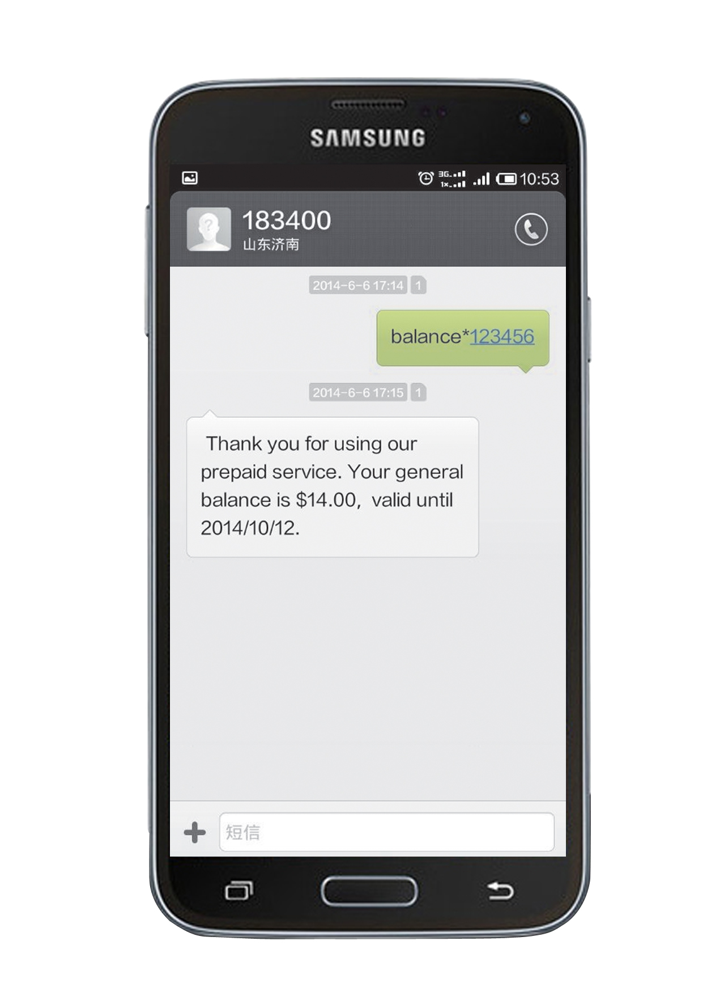 SAMSUNG
3G 10:53
1x
183400
山东济南
2014-6-6 17:14 1
balance*123456
2014-6-6 17:15 1
Thank you for using our
prepaid service. Your general
balance is $14.00, valid until
2014/10/12.
短信